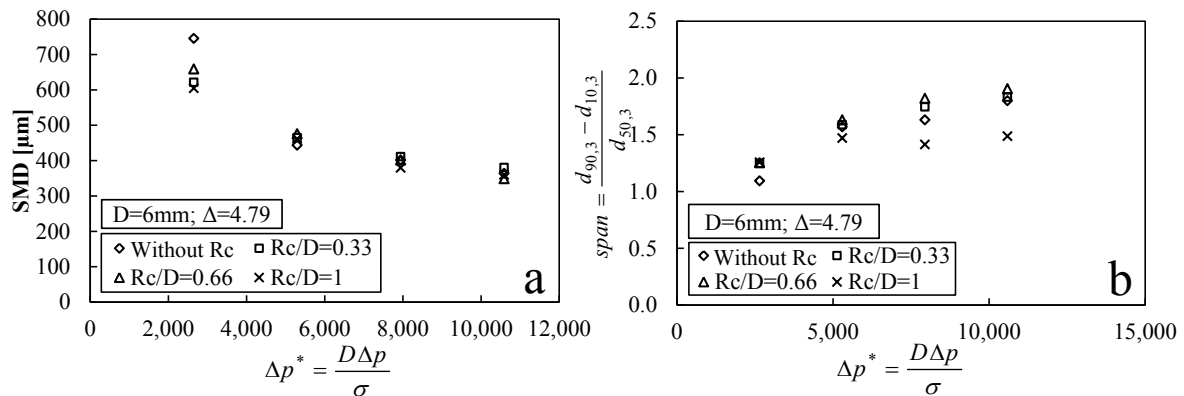 800
700
600
500
400
300
200
100
0
SMD [μm]
D=6mm; Δ=4.79
Without Rc Rc/D=0.33
Rc/D=0.66 Rc/D=1
a
0 2,000 4,000 6,000 8,000 10,000 12,000
Δp* = DΔp / σ
2.5
2.0
1.5
1.0
0.5
0.0
span = d90,3 − d10,3 / d50,3
D=6mm; Δ=4.79
Without Rc Rc/D=0.33
Rc/D=0.66 Rc/D=1
b
0 5,000 10,000 15,000
Δp* = DΔp / σ